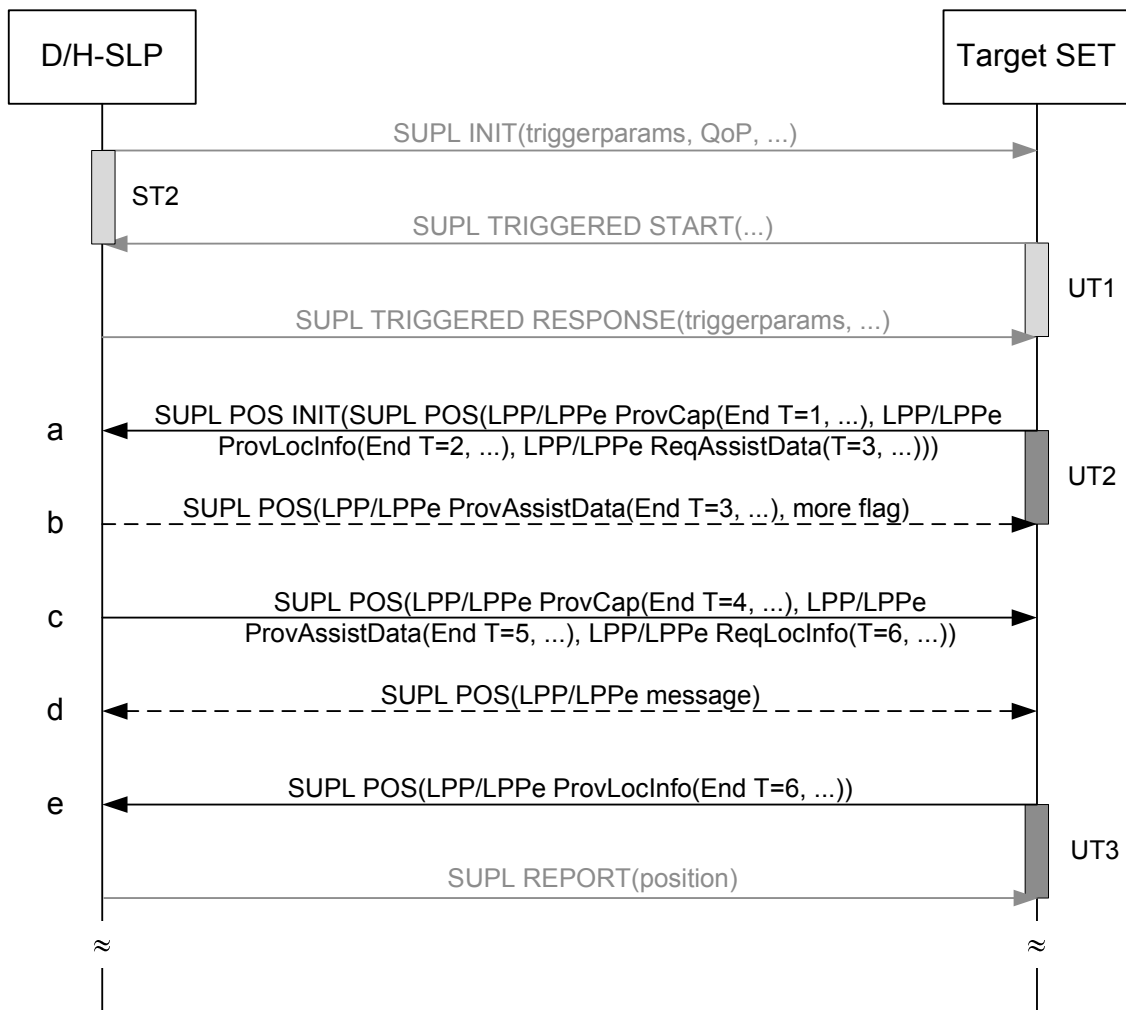 D/H-SLP
Target SET
SUPL INIT(triggerparams, QoP, ...)
ST2
SUPL TRIGGERED START(...)
UT1
SUPL TRIGGERED RESPONSE(triggerparams, ...)
a
SUPL POS INIT(SUPL POS(LPP/LPPe ProvCap(End T=1, ...), LPP/LPPe
ProvLocInfo(End T=2, ...), LPP/LPPe ReqAssistData(T=3, ...)))
UT2
b
SUPL POS(LPP/LPPe ProvAssistData(End T=3, ...), more flag)
c
SUPL POS(LPP/LPPe ProvCap(End T=4, ...), LPP/LPPe
ProvAssistData(End T=5, ...), LPP/LPPe ReqLocInfo(T=6, ...))
d
SUPL POS(LPP/LPPe message)
e
SUPL POS(LPP/LPPe ProvLocInfo(End T=6, ...))
UT3
SUPL REPORT(position)
≈
≈